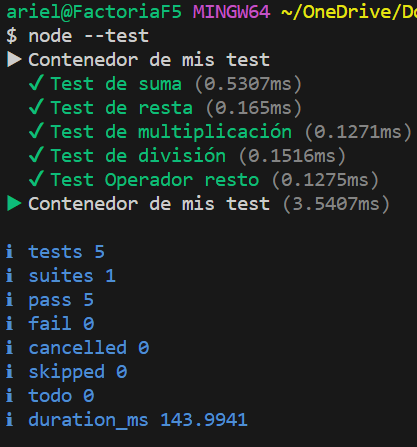 ariel@FactoriaF5 MINGW64 ~/OneDrive/Do
$ node --test
▶ Contenedor de mis test
✓ Test de suma (0.5307ms)
✓ Test de resta (0.165ms)
✓ Test de multiplicación (0.1271ms)
✓ Test de división (0.1516ms)
✓ Test Operador resto (0.1275ms)
▶ Contenedor de mis test (3.5407ms)
ℹ tests 5
ℹ suites 1
ℹ pass 5
ℹ fail 0
ℹ cancelled 0
ℹ skipped 0
ℹ todo 0
ℹ duration_ms 143.9941